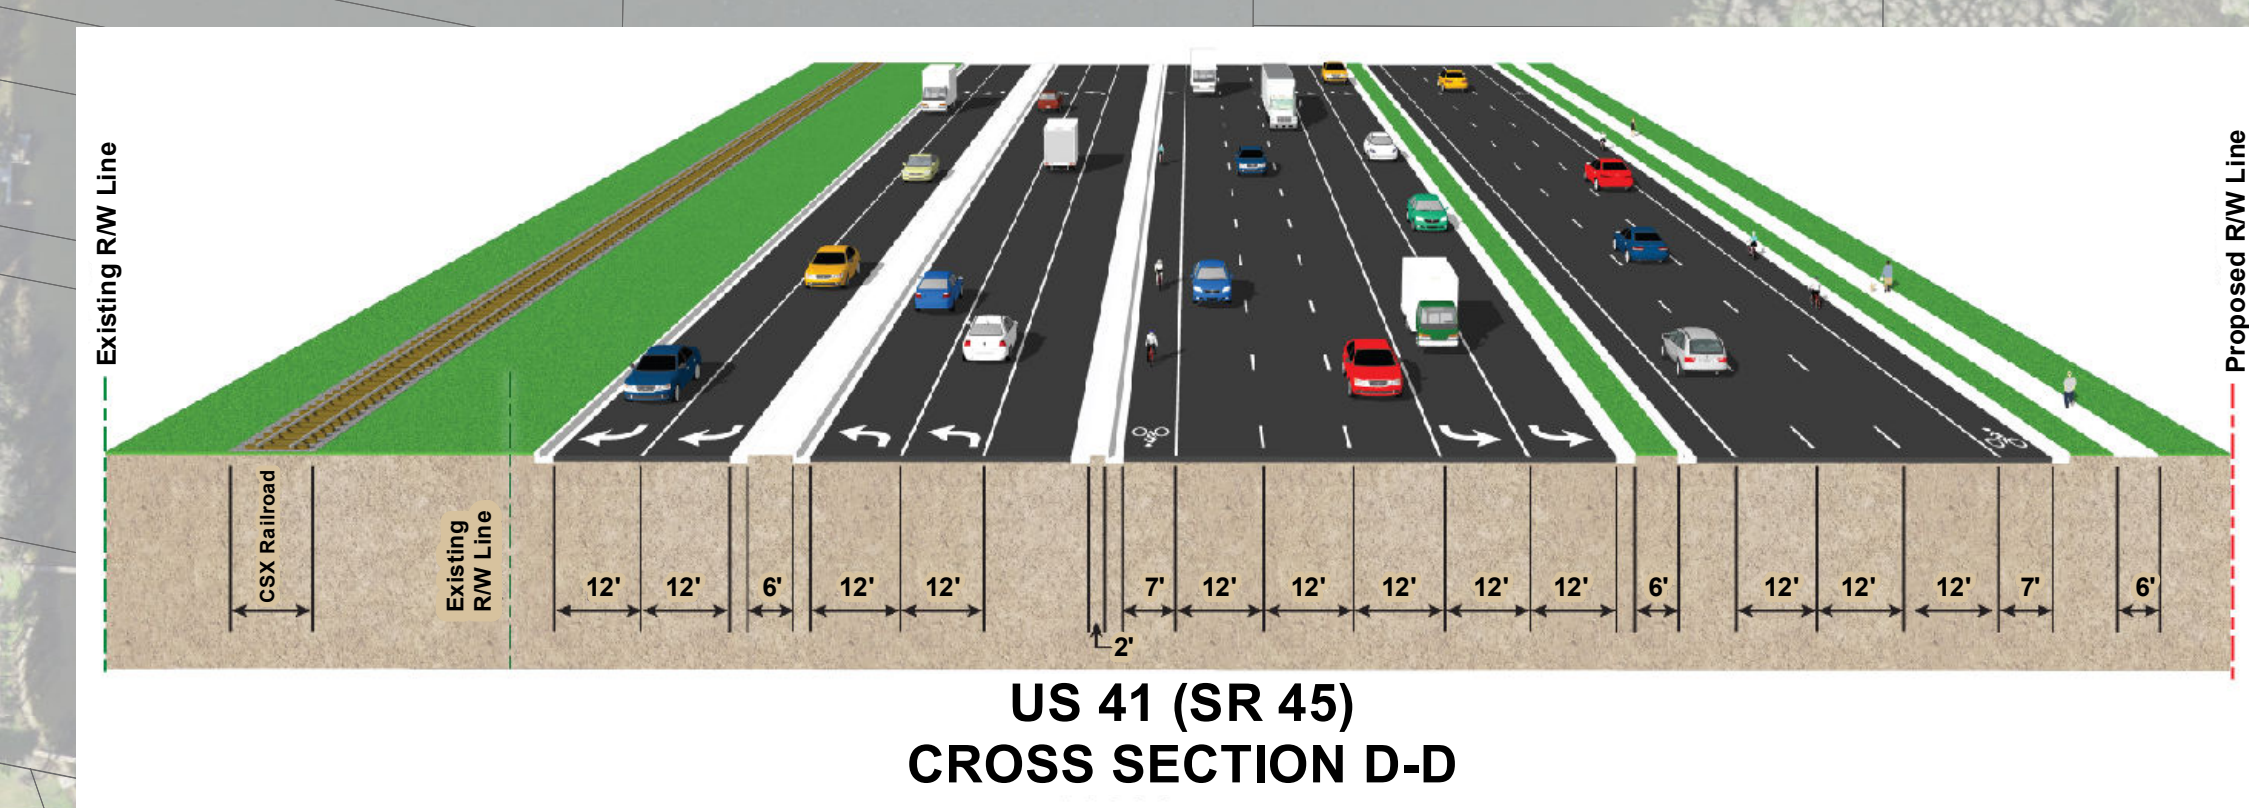 Existing R/W Line
Proposed R/W Line
CSX Railroad
Existing
R/W Line
12'
12'
6'
12'
12'
2'
7'
12'
12'
12'
12'
12'
6'
12'
12'
12'
7'
6'
US 41 (SR 45)
CROSS SECTION D-D